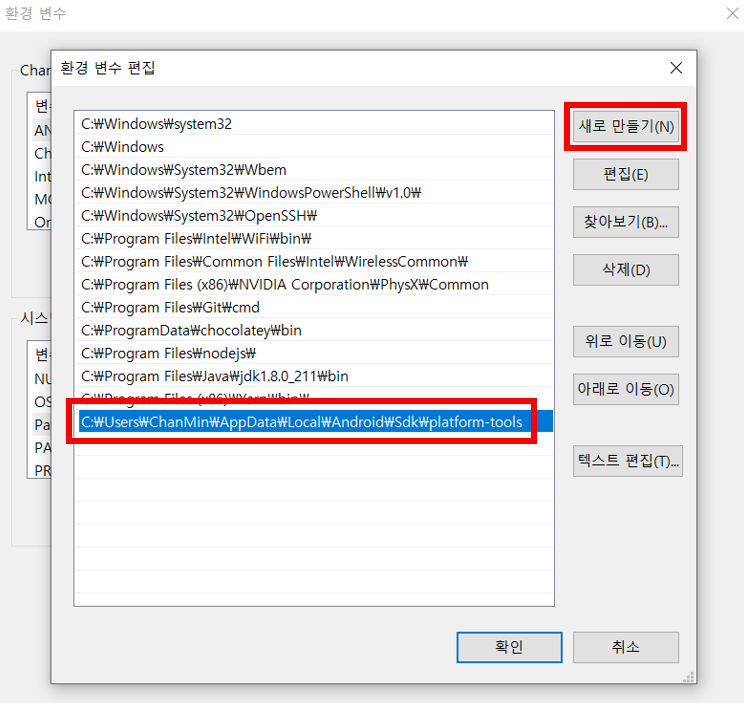 환경 변수
Char
변
AN
Ch
Int
MO
Or
시스
변
NU
OS
Pa
PA
PR
환경 변수 편집
C:₩Windows₩system32
C:₩Windows
C:₩Windows₩System32₩Wbem
C:₩Windows₩System32₩WindowsPowerShell₩v1.0₩
C:₩Windows₩System32₩OpenSSH₩
C:₩Program Files₩Intel₩WiFi₩bin₩
C:₩Program Files₩Common Files₩Intel₩WirelessCommon₩
C:₩Program Files (x86)₩NVIDIA Corporation₩PhysX₩Common
C:₩Program Files₩Git₩cmd
C:₩ProgramData₩chocolatey₩bin
C:₩Program Files₩nodejs₩
C:₩Program Files₩Java₩jdk1.8.0_211₩bin
C:₩Program Files (x86)₩Yarn₩bin₩
C:₩Users₩ChanMin₩AppData₩Local₩Android₩Sdk₩platform-tools
새로 만들기(N)
편집(E)
찾아보기(B)...
삭제(D)
위로 이동(U)
아래로 이동(O)
텍스트 편집(T)...
확인
취소